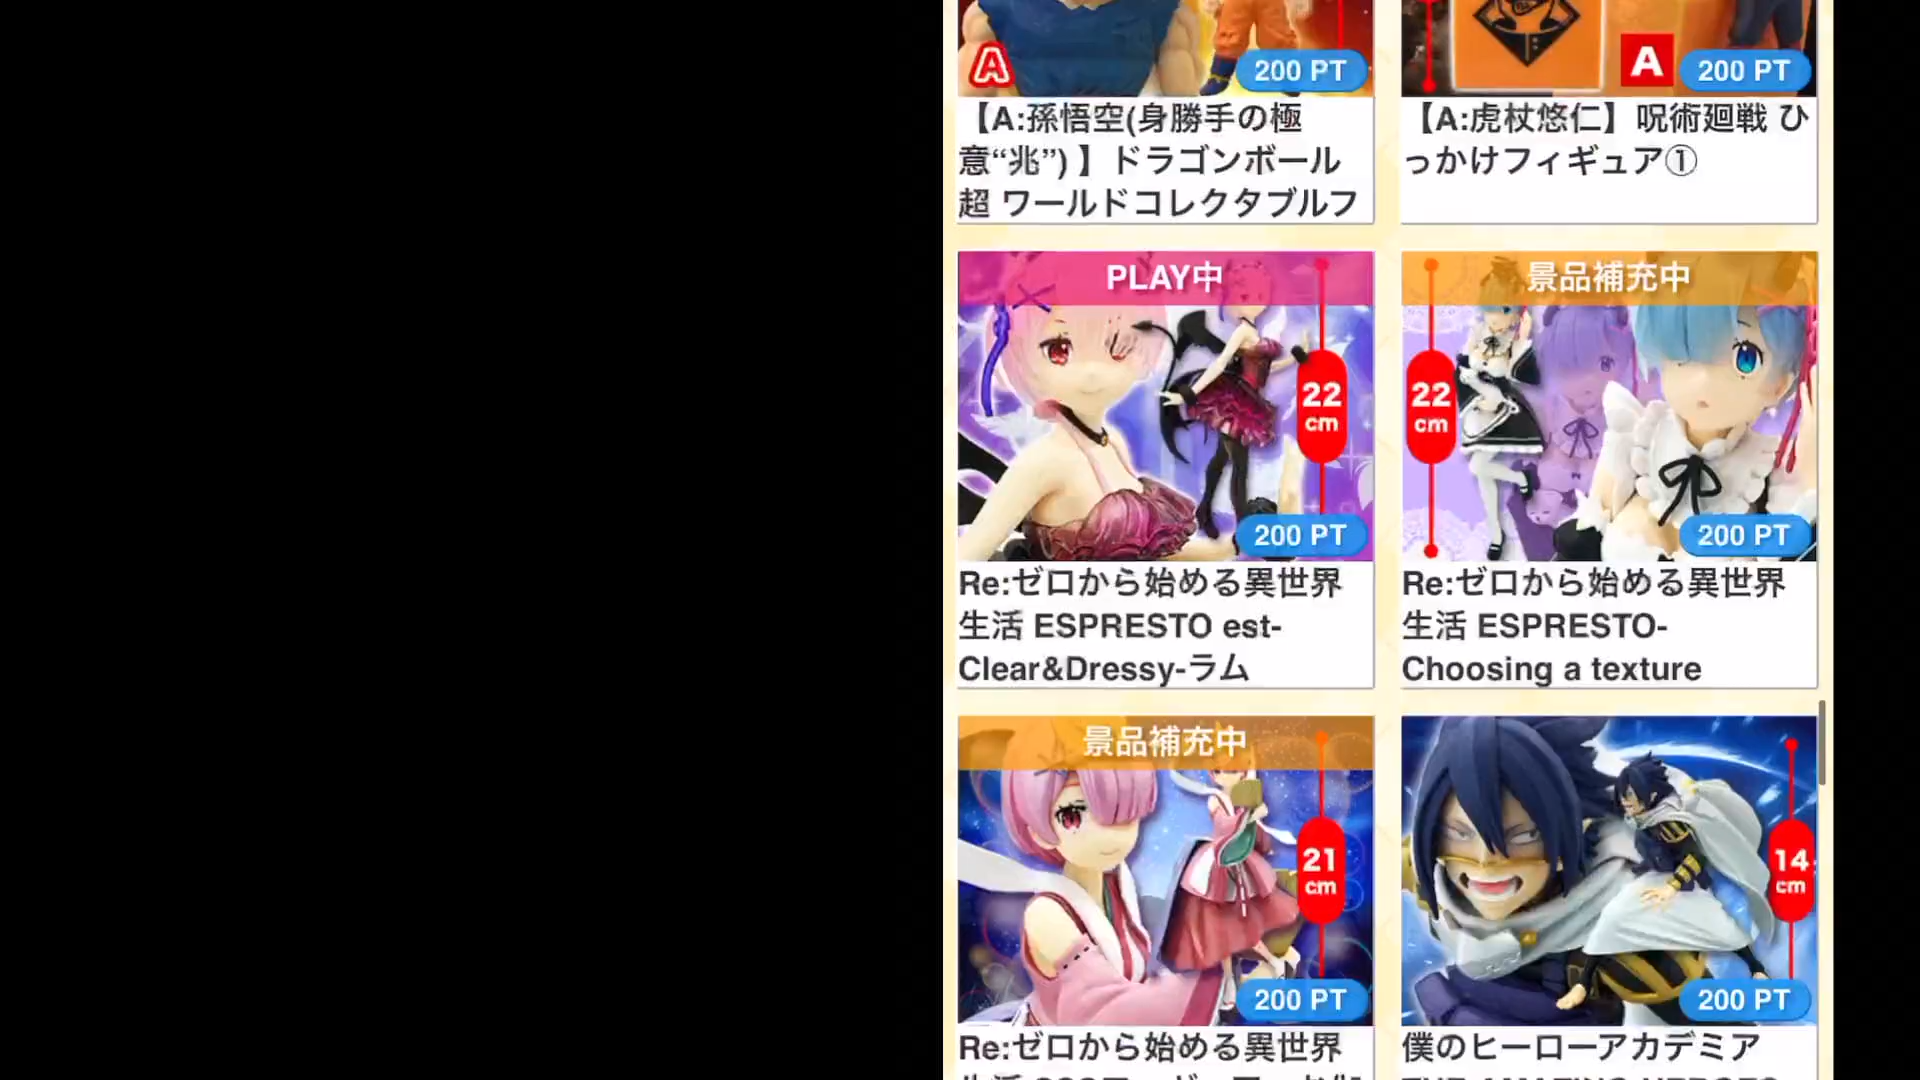 A
200 PT
A
200 PT
【A:孫悟空(身勝手の極
意“兆”) 】ドラゴンボール
超 ワールドコレクタブルフ
【A:虎杖悠仁】呪術廻戦 ひ
っかけフィギュア①
PLAY中
22
cm
200 PT
景品補充中
22
cm
200 PT
Re:ゼロから始める異世界
生活 ESPRESTO est-
Clear&Dressy-ラム
Re:ゼロから始める異世界
生活 ESPRESTO-
Choosing a texture
景品補充中
21
cm
200 PT
14
cm
200 PT
Re:ゼロから始める異世界
僕のヒーローアカデミア
THE AMAZING HEROES